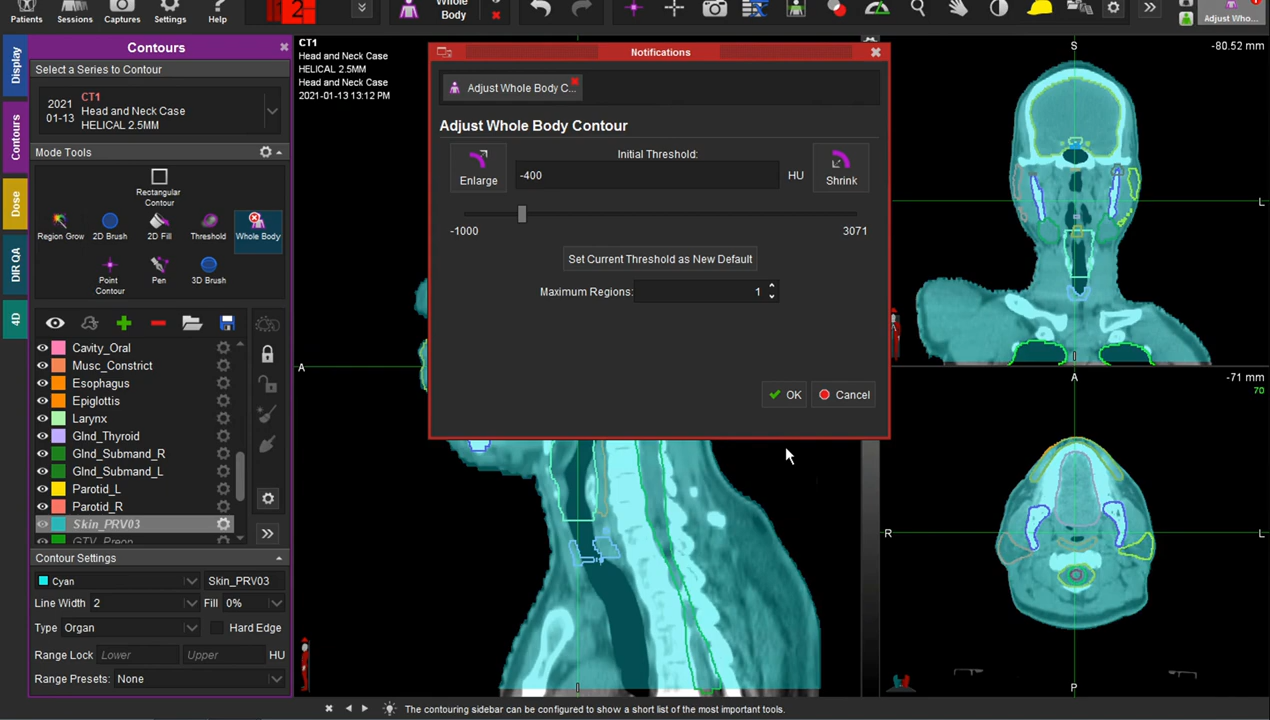 Patients
Sessions
Captures
Settings
Help
2
Whole
Body
Adjust Who...
Display
Contours
Dose
DIR QA
4D
Contours
Select a Series to Contour
2021
01-13
CT1
Head and Neck Case
HELICAL 2.5MM
Mode Tools
Rectangular
Contour
Region Grow
2D Brush
2D Fill
Threshold
Whole Body
Point
Contour
Pen
3D Brush
Cavity_Oral
Musc_Constrict
Esophagus
Epiglottis
Larynx
Glnd_Thyroid
Glnd_Submand_R
Glnd_Submand_L
Parotid_L
Parotid_R
Skin_PRV03
GTV_Preop
Contour Settings
Cyan
Skin_PRV03
Line Width 2
Fill 0%
Type Organ
Hard Edge
Range Lock Lower Upper HU
Range Presets: None
CT1
Head and Neck Case
HELICAL 2.5MM
Head and Neck Case
2021-01-13 13:12 PM
A
I
Notifications
Adjust Whole Body C...
Adjust Whole Body Contour
Enlarge
Initial Threshold:
-400
HU
Shrink
-1000
3071
Set Current Threshold as New Default
Maximum Regions: 1
OK
Cancel
S
-80.52 mm
L
I
A
-71 mm
70
R
L
P
The contouring sidebar can be configured to show a short list of the most important tools.